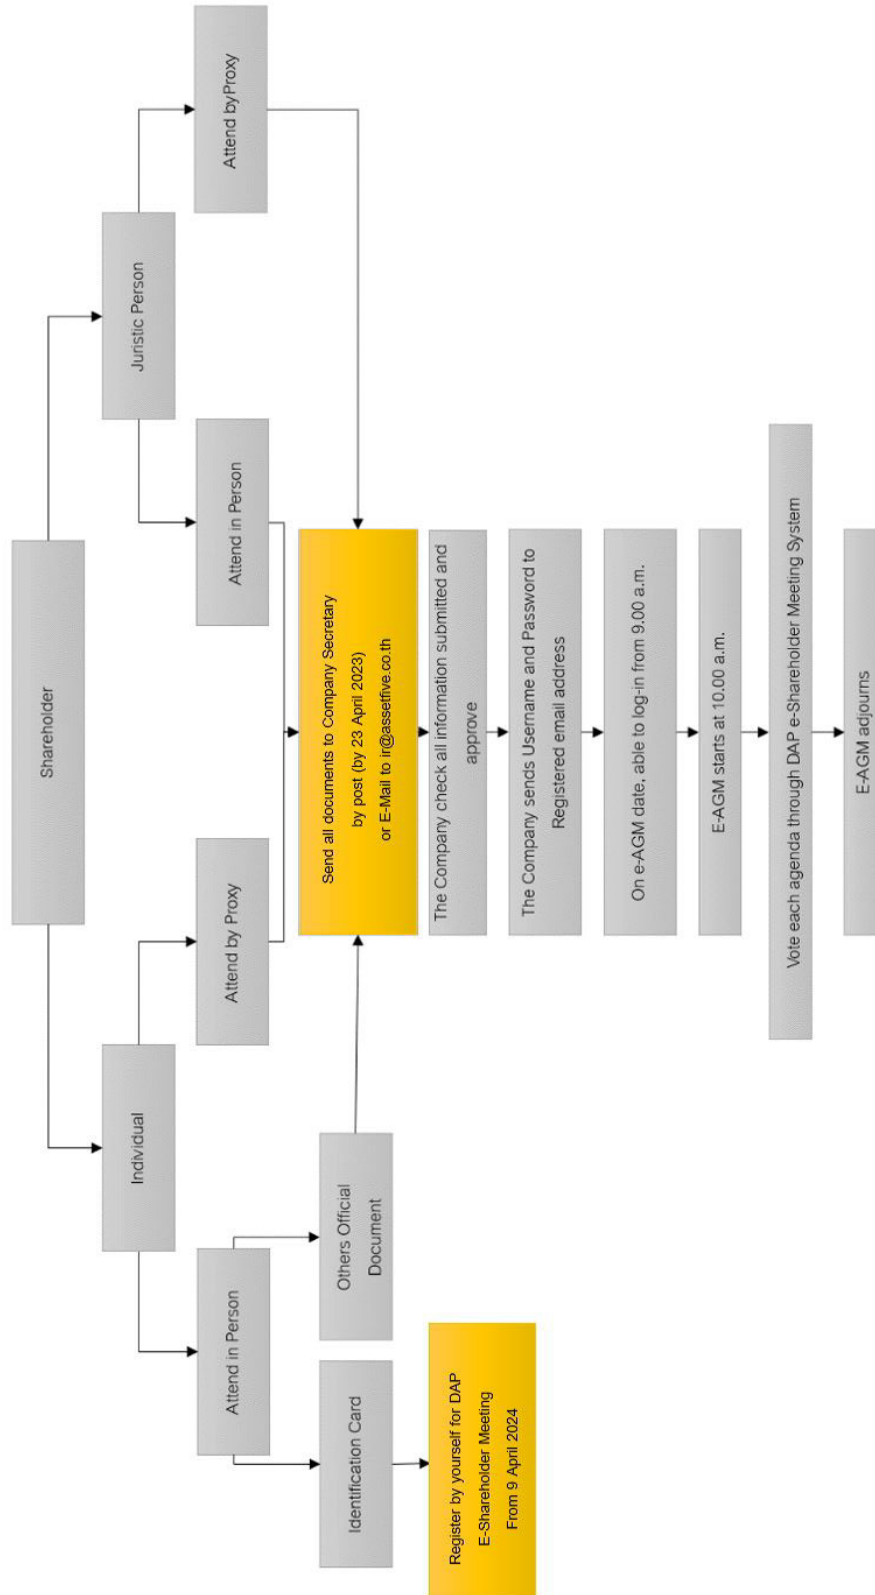 Shareholder
Individual
Juristic Person
Attend in Person
Attend by Proxy
Attend in Person
Attend byProxy
Identification Card
Others Official
Document
Send all documents to Company Secretary
by post (by 23 April 2023)
or E-Mail to ir@assetfive.co.th
Register by yourself for DAP
E-Shareholder Meeting
From 9 April 2024
The Company check all information submitted and
approve
The Company sends Username and Password to
Registered email address
On e-AGM date, able to log-in from 9.00 a.m.
E-AGM starts at 10.00 a.m.
Vote each agenda through DAP e-Shareholder Meeting System
E-AGM adjourns